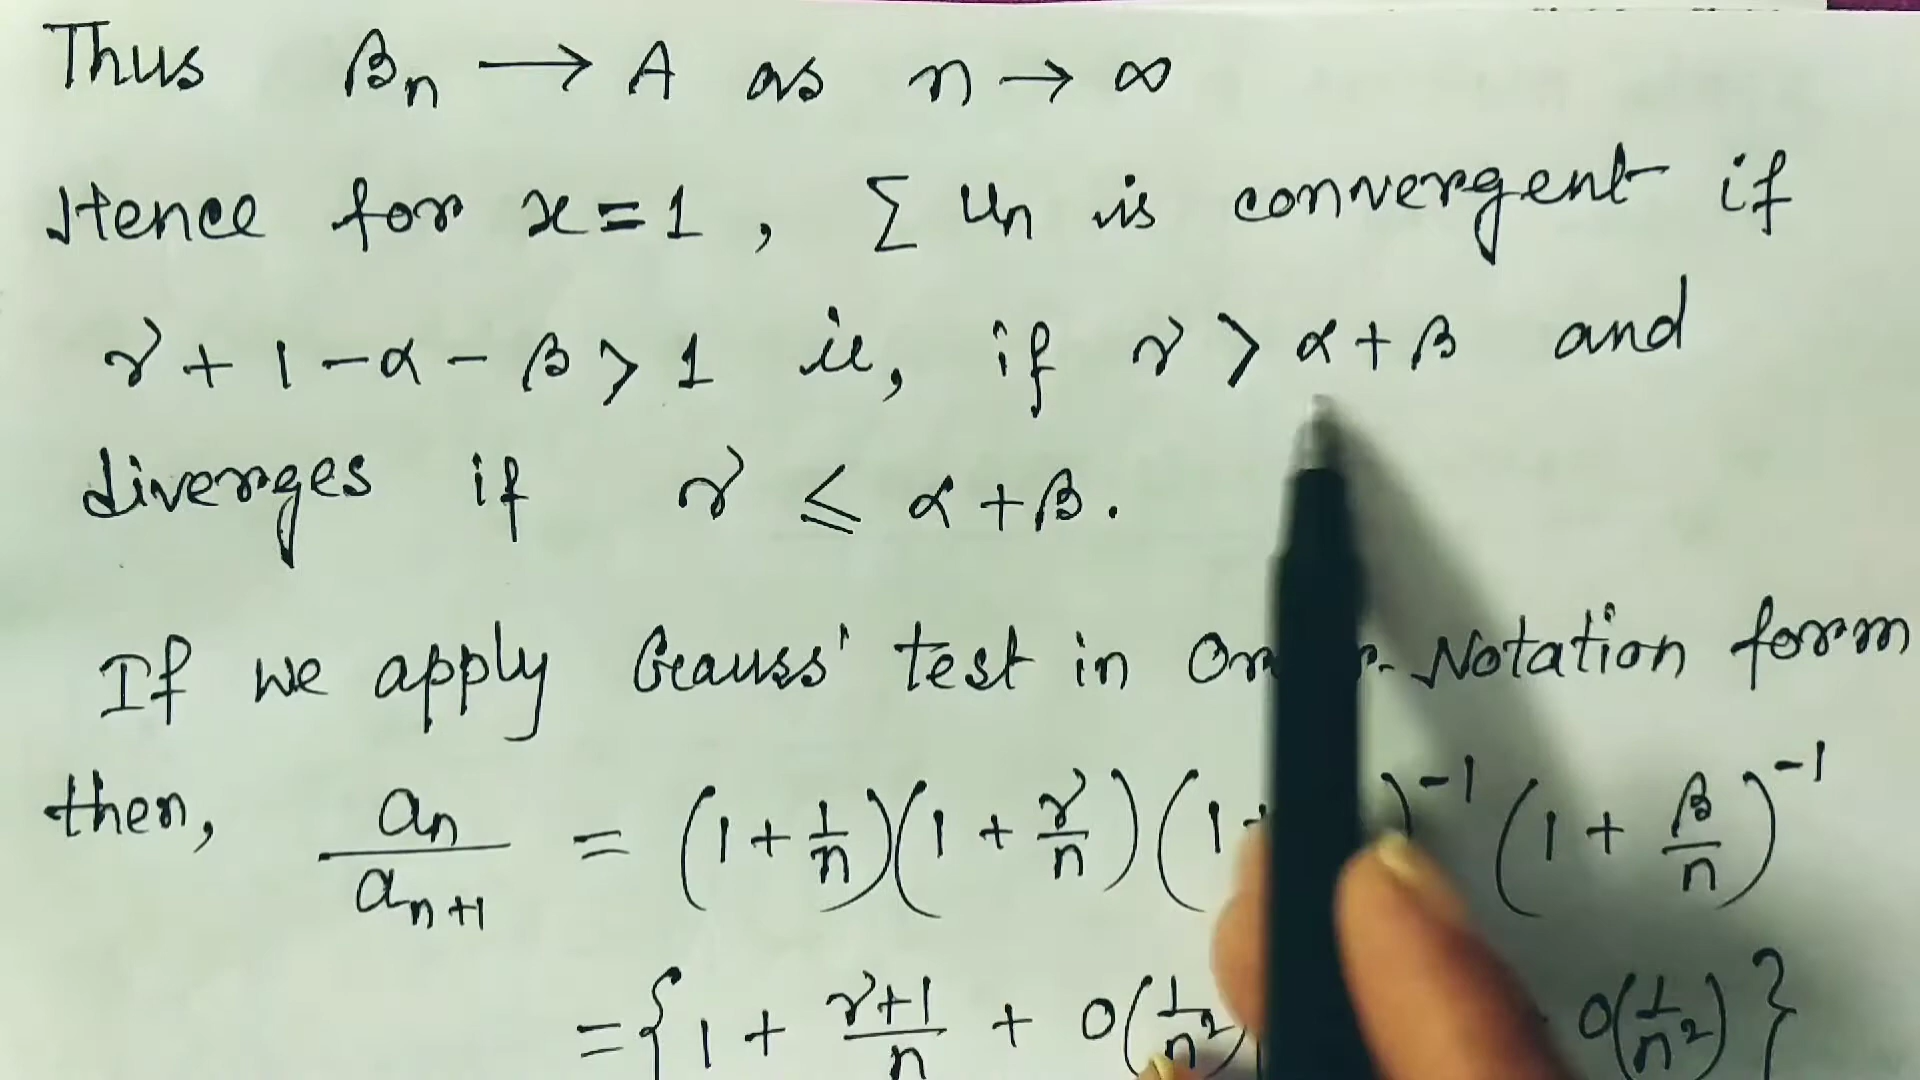 Thus βn → A as n → ∞
Hence for x = 1 , Σ un is convergent if
γ + 1 - α - β > 1 ie, if γ > α + β and
diverges if γ ≤ α + β.
If we apply Gauss' test in Notation form
then, an/an+1 = (1 + 1/n)(1 + γ/n)(1 + )^-1 (1 + β/n)^-1
= {1 + (γ+1)/n + O(1/n²) O(1/n²)}